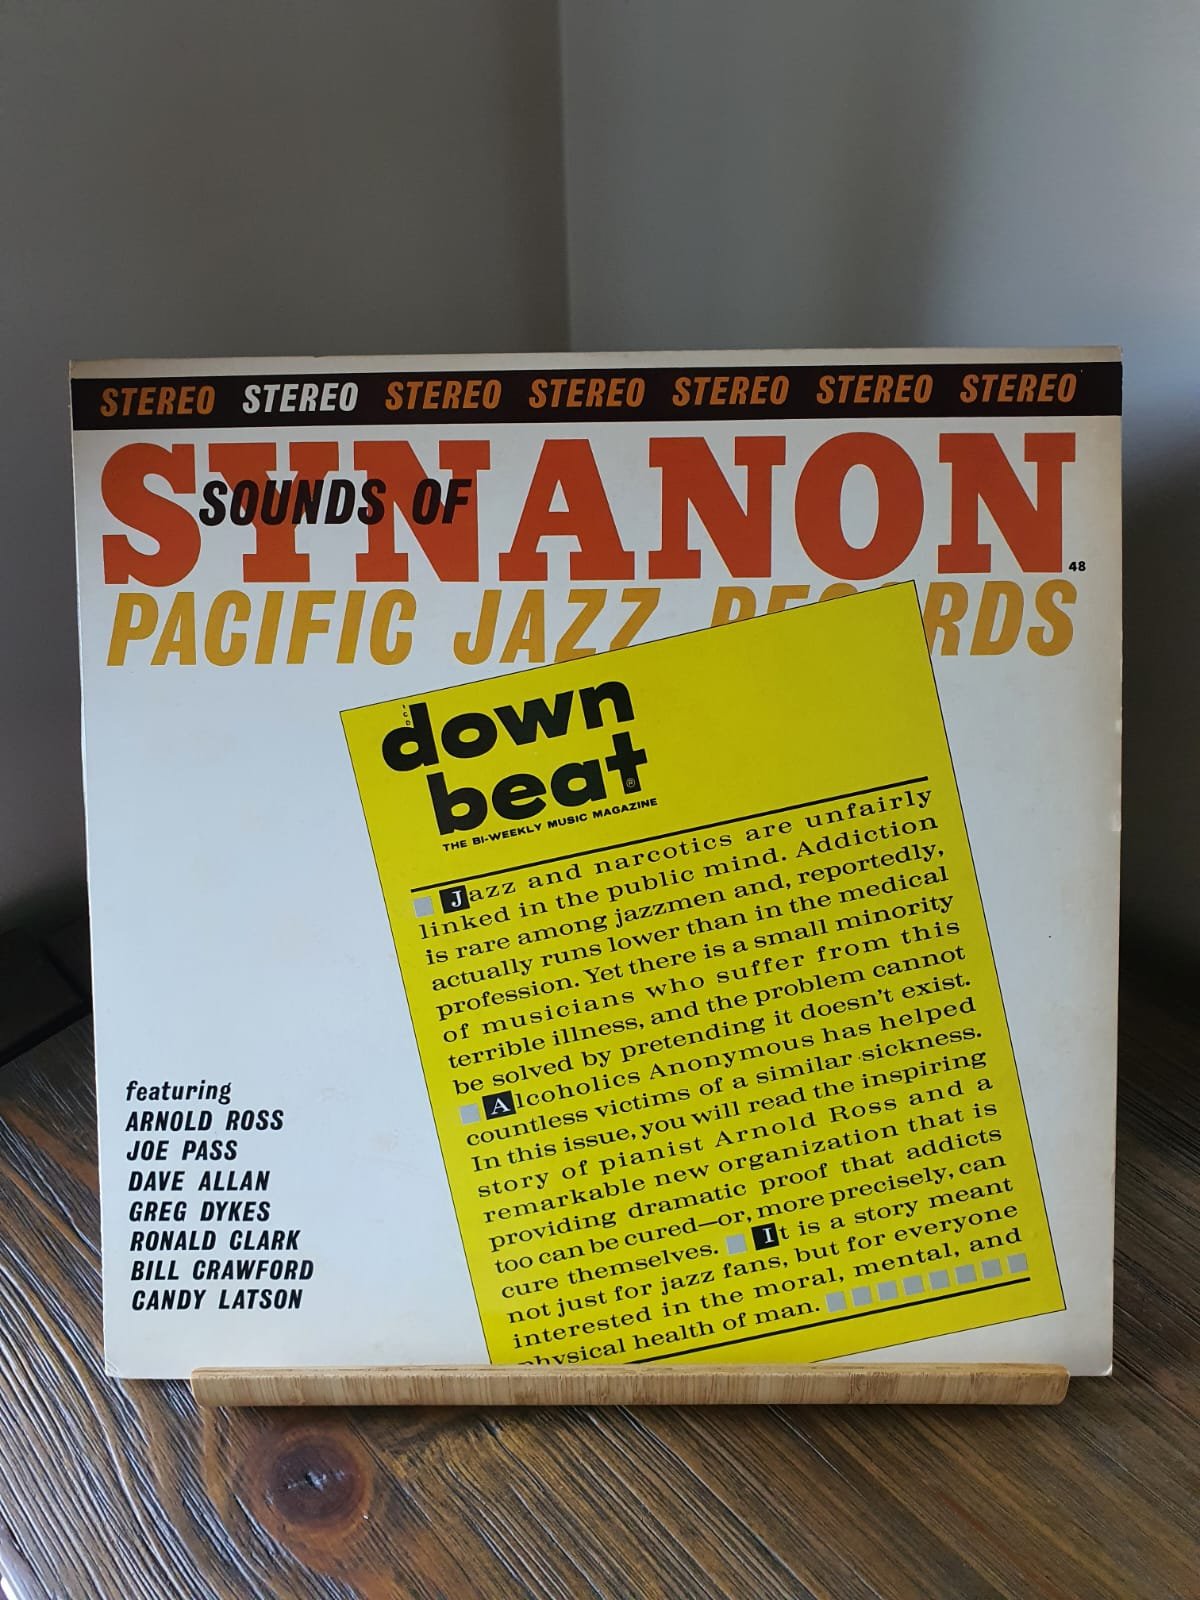 STEREO STEREO STEREO STEREO STEREO STEREO STEREO
SYNANON
SOUNDS OF
48
PACIFIC JAZZ RDS
down
beat®
THE BI-WEEKLY MUSIC MAGAZINE
Jazz and narcotics are unfairly
linked in the public mind. Addiction
is rare among jazzmen and, reportedly,
actually runs lower than in the medical
profession. Yet there is a small minority
of musicians who suffer from this
terrible illness, and the problem cannot
be solved by pretending it doesn't exist.
Alcoholics Anonymous has helped
countless victims of a similar sickness.
In this issue, you will read the inspiring
story of pianist Arnold Ross and a
remarkable new organization that is
providing dramatic proof that addicts
too can be cured—or, more precisely, can
cure themselves. It is a story meant
not just for jazz fans, but for everyone
interested in the moral, mental, and
physical health of man.
featuring
ARNOLD ROSS
JOE PASS
DAVE ALLAN
GREG DYKES
RONALD CLARK
BILL CRAWFORD
CANDY LATSON